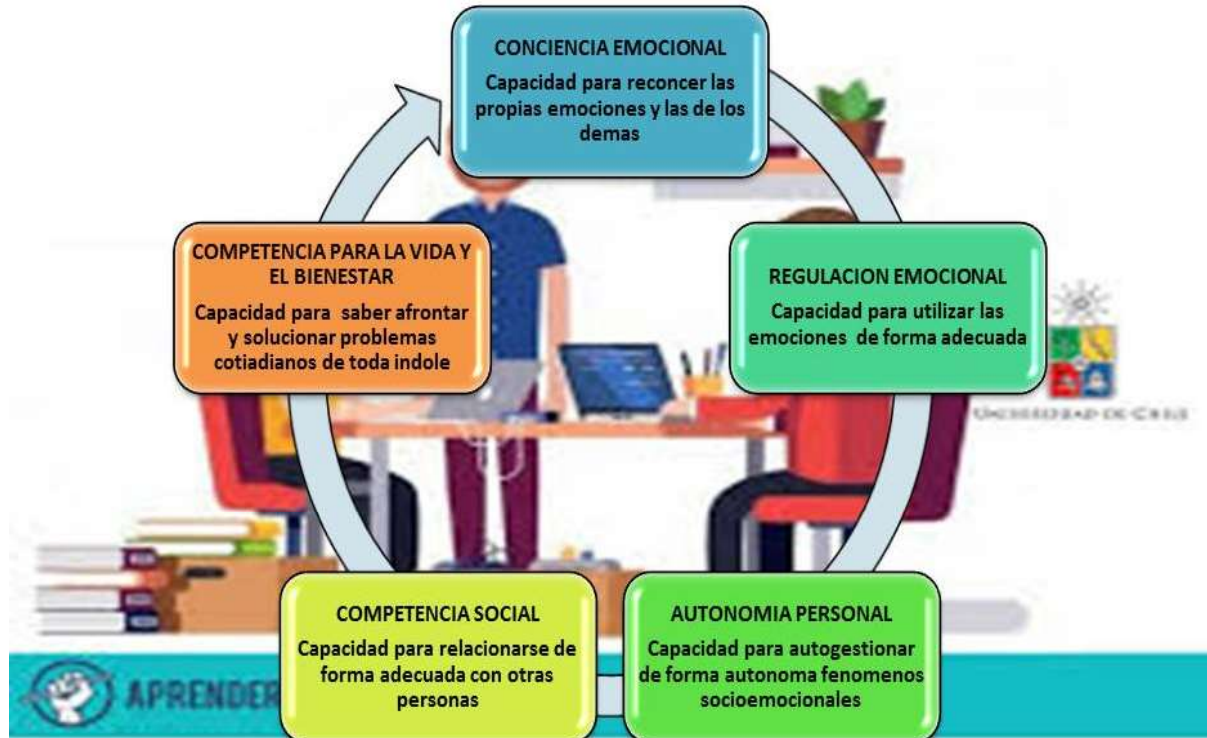 CONCIENCIA EMOCIONAL
Capacidad para reconcer las
propias emociones y las de los
demas
REGULACION EMOCIONAL
Capacidad para utilizar las
emociones de forma adecuada
UNIVERSIDAD DE CHILE
AUTONOMIA PERSONAL
Capacidad para autogestionar
de forma autonoma fenomenos
socioemocionales
COMPETENCIA SOCIAL
Capacidad para relacionarse de
forma adecuada con otras
personas
COMPETENCIA PARA LA VIDA Y
EL BIENESTAR
Capacidad para saber afrontar
y solucionar problemas
cotiadianos de toda indole
APRENDER